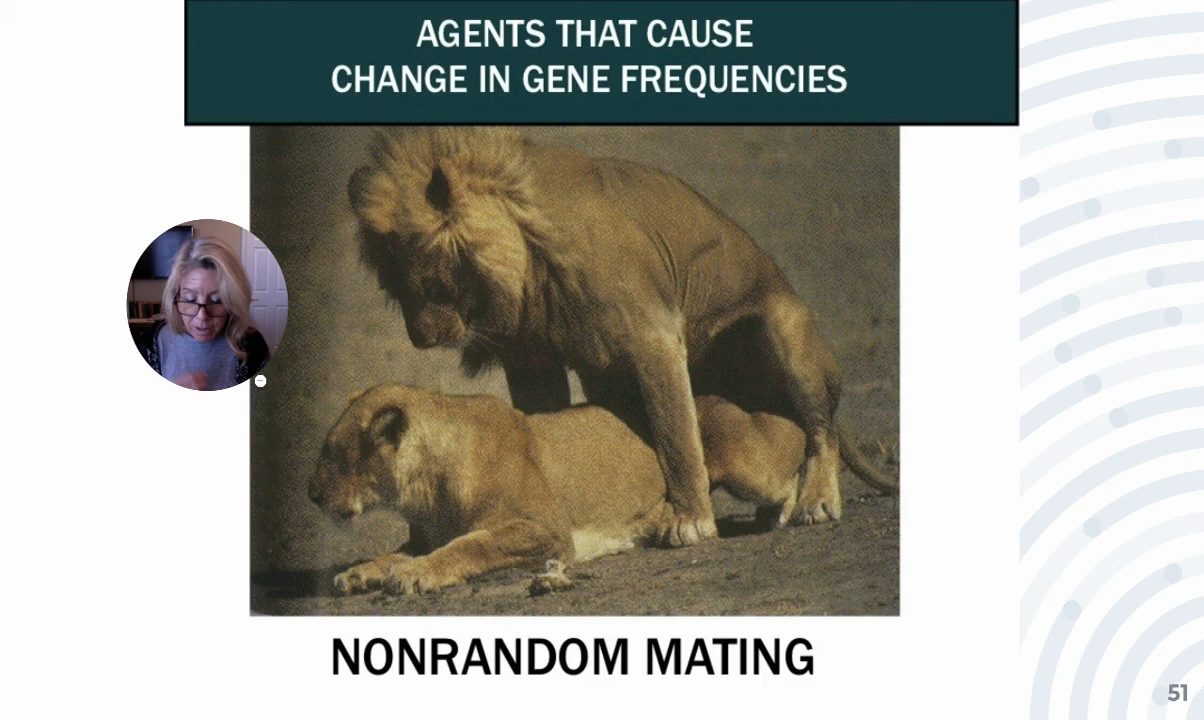 AGENTS THAT CAUSE
CHANGE IN GENE FREQUENCIES
NONRANDOM MATING
51